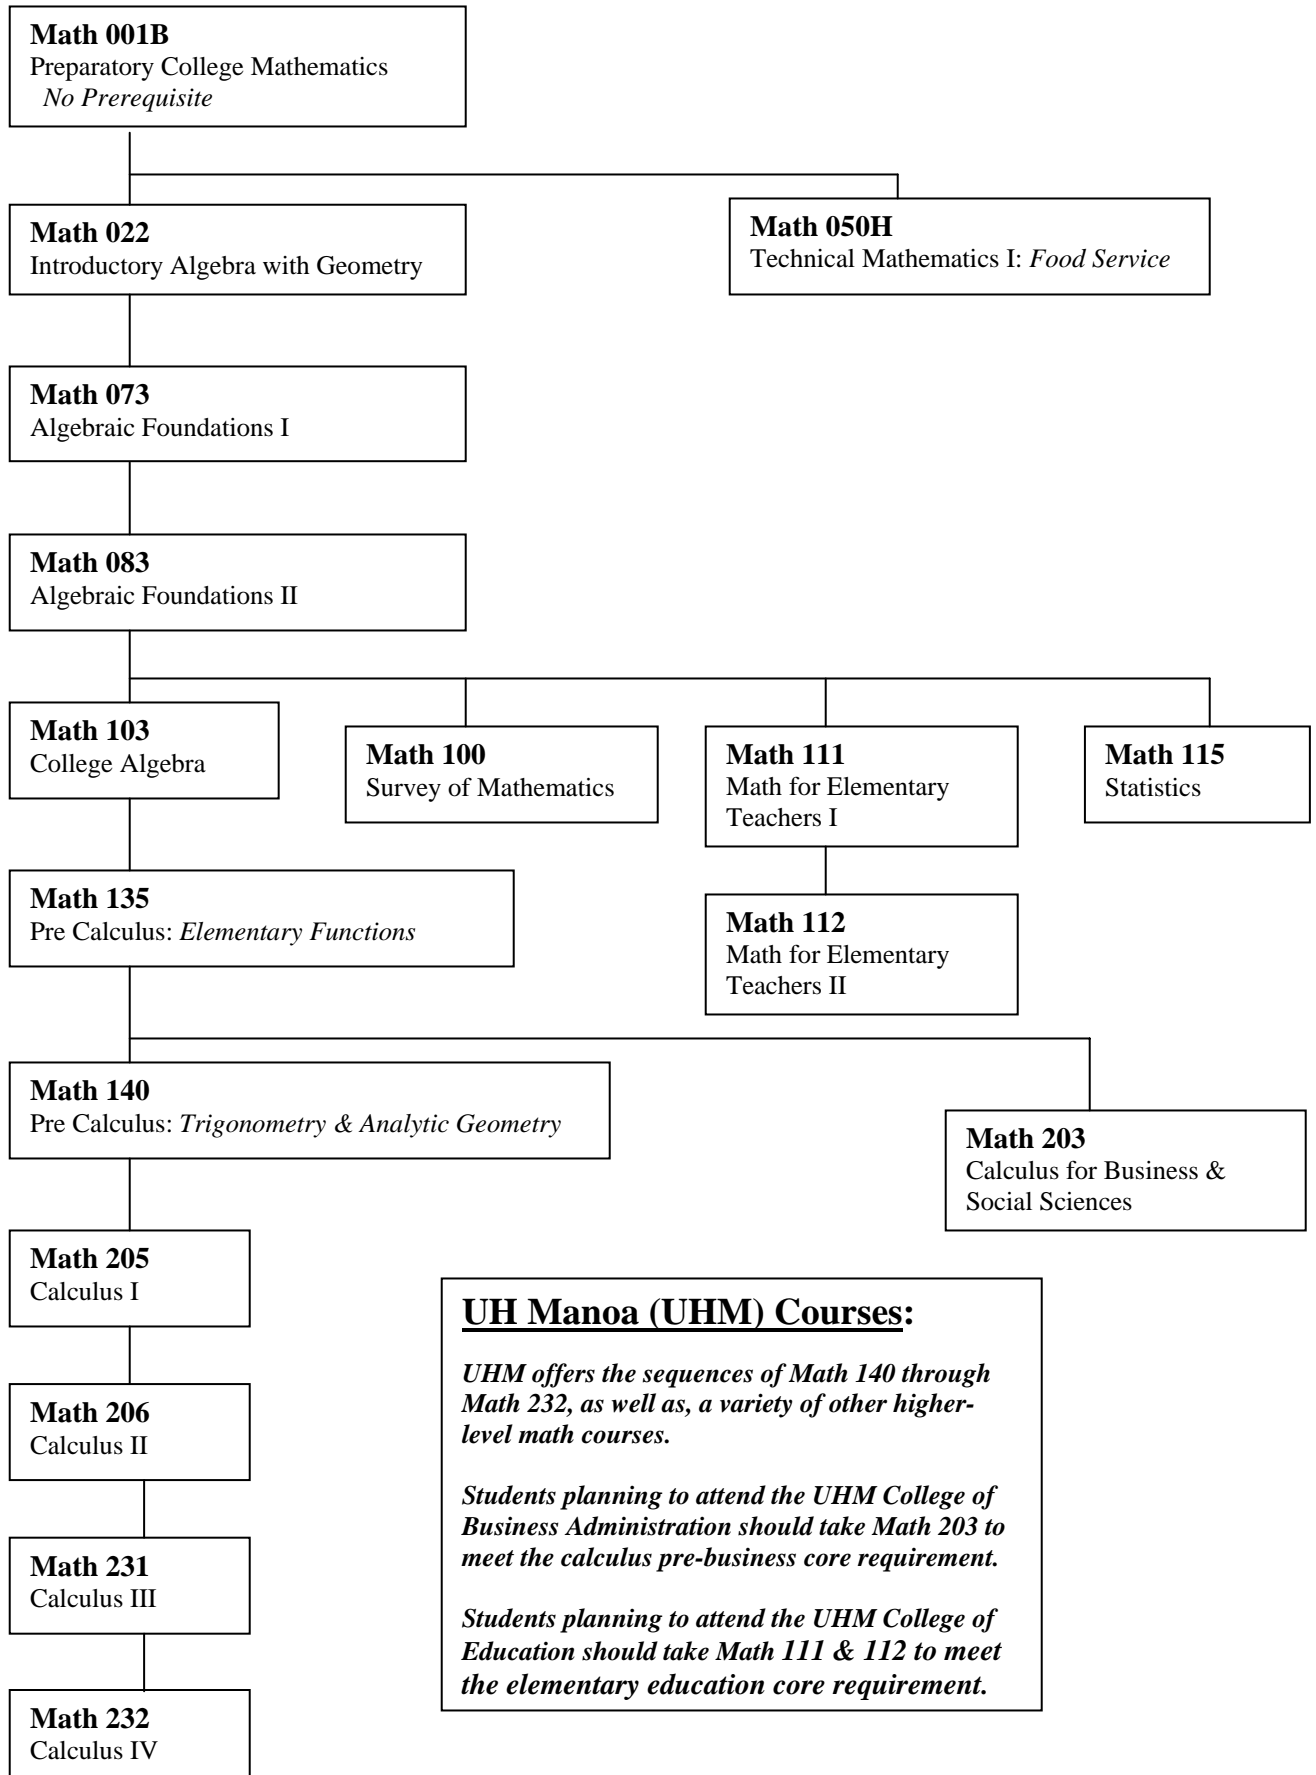 Math 001B
Preparatory College Mathematics
No Prerequisite
Math 022
Introductory Algebra with Geometry
Math 050H
Technical Mathematics I: Food Service
Math 073
Algebraic Foundations I
Math 083
Algebraic Foundations II
Math 103
College Algebra
Math 100
Survey of Mathematics
Math 111
Math for Elementary
Teachers I
Math 115
Statistics
Math 135
Pre Calculus: Elementary Functions
Math 112
Math for Elementary
Teachers II
Math 140
Pre Calculus: Trigonometry & Analytic Geometry
Math 203
Calculus for Business &
Social Sciences
Math 205
Calculus I
Math 206
Calculus II
Math 231
Calculus III
Math 232
Calculus IV
UH Manoa (UHM) Courses:
UHM offers the sequences of Math 140 through
Math 232, as well as, a variety of other higher-
level math courses.
Students planning to attend the UHM College of
Business Administration should take Math 203 to
meet the calculus pre-business core requirement.
Students planning to attend the UHM College of
Education should take Math 111 & 112 to meet
the elementary education core requirement.